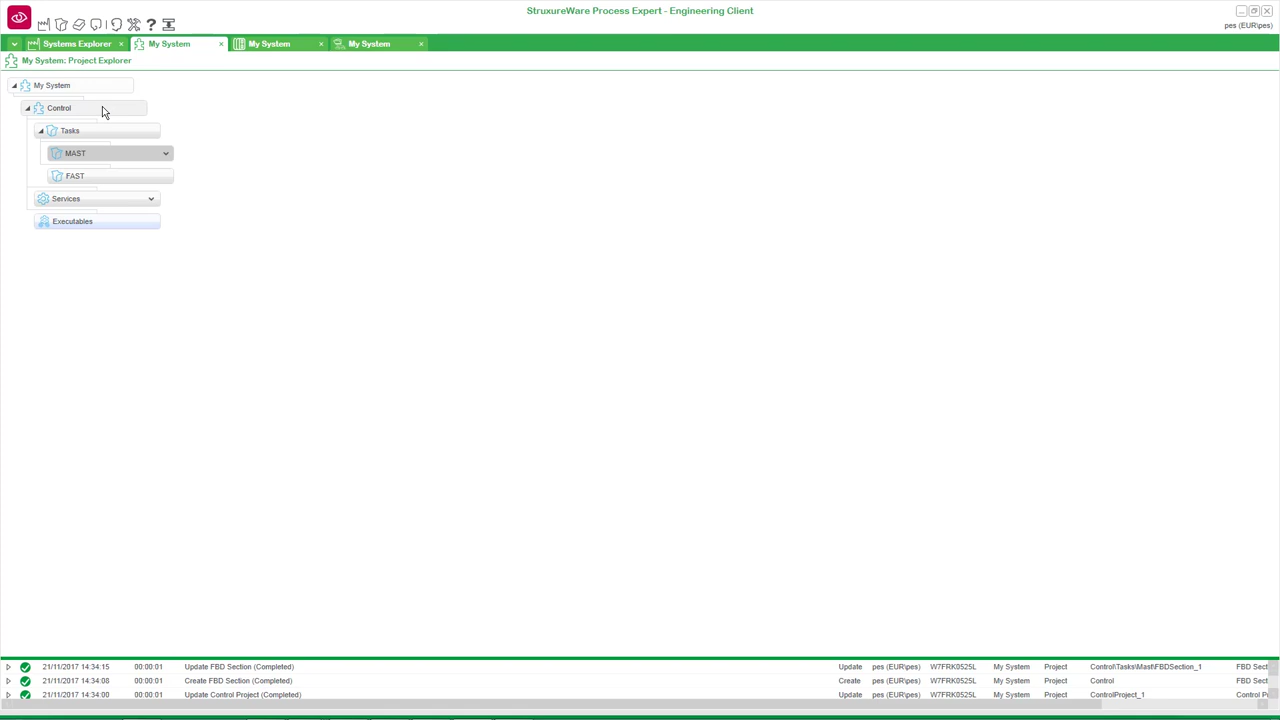 StruxureWare Process Expert - Engineering Client
pes (EUR\pes)
Systems Explorer × My System × My System × My System ×
My System: Project Explorer
My System
Control
Tasks
MAST
FAST
Services
Executables
21/11/2017 14:34:15 00:00:01 Update FBD Section (Completed) Update pes (EUR\pes) W7FRK0525L My System Project Control\Tasks\Mast\FBDSection_1 FBD Sect
21/11/2017 14:34:08 00:00:01 Create FBD Section (Completed) Create pes (EUR\pes) W7FRK0525L My System Project Control FBD Sect
21/11/2017 14:34:00 00:00:01 Update Control Project (Completed) Update pes (EUR\pes) W7FRK0525L My System Project ControlProject_1 Control P